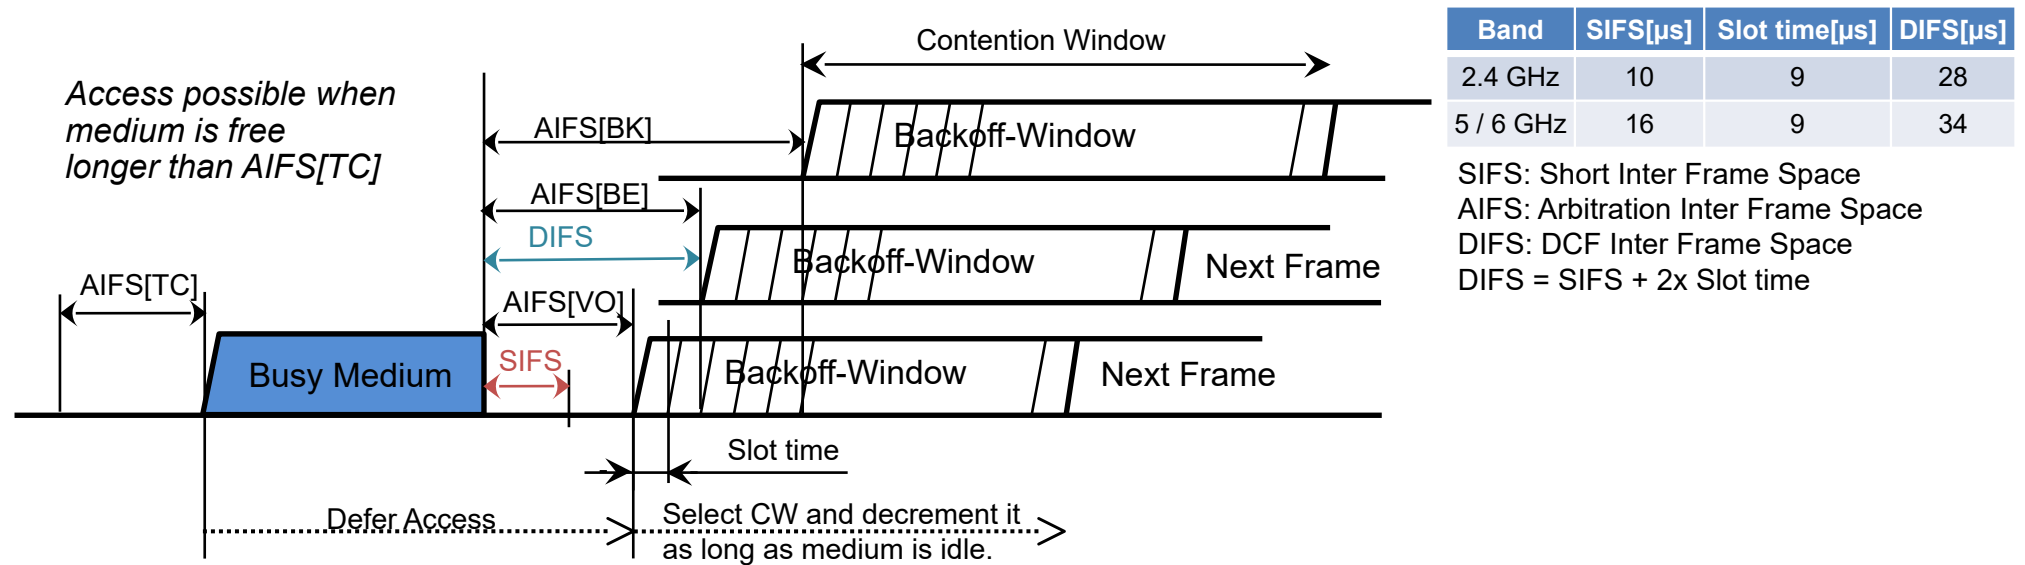 Contention Window
Access possible when
medium is free
longer than AIFS[TC]
AIFS[BK]
Backoff-Window
AIFS[BE]
DIFS
Backoff-Window
Next Frame
AIFS[TC]
AIFS[VO]
Busy Medium
SIFS
Backoff-Window
Next Frame
Slot time
Defer Access
Select CW and decrement it
as long as medium is idle.
Band SIFS[µs] Slot time[µs] DIFS[µs]
2.4 GHz 10 9 28
5 / 6 GHz 16 9 34
SIFS: Short Inter Frame Space
AIFS: Arbitration Inter Frame Space
DIFS: DCF Inter Frame Space
DIFS = SIFS + 2x Slot time